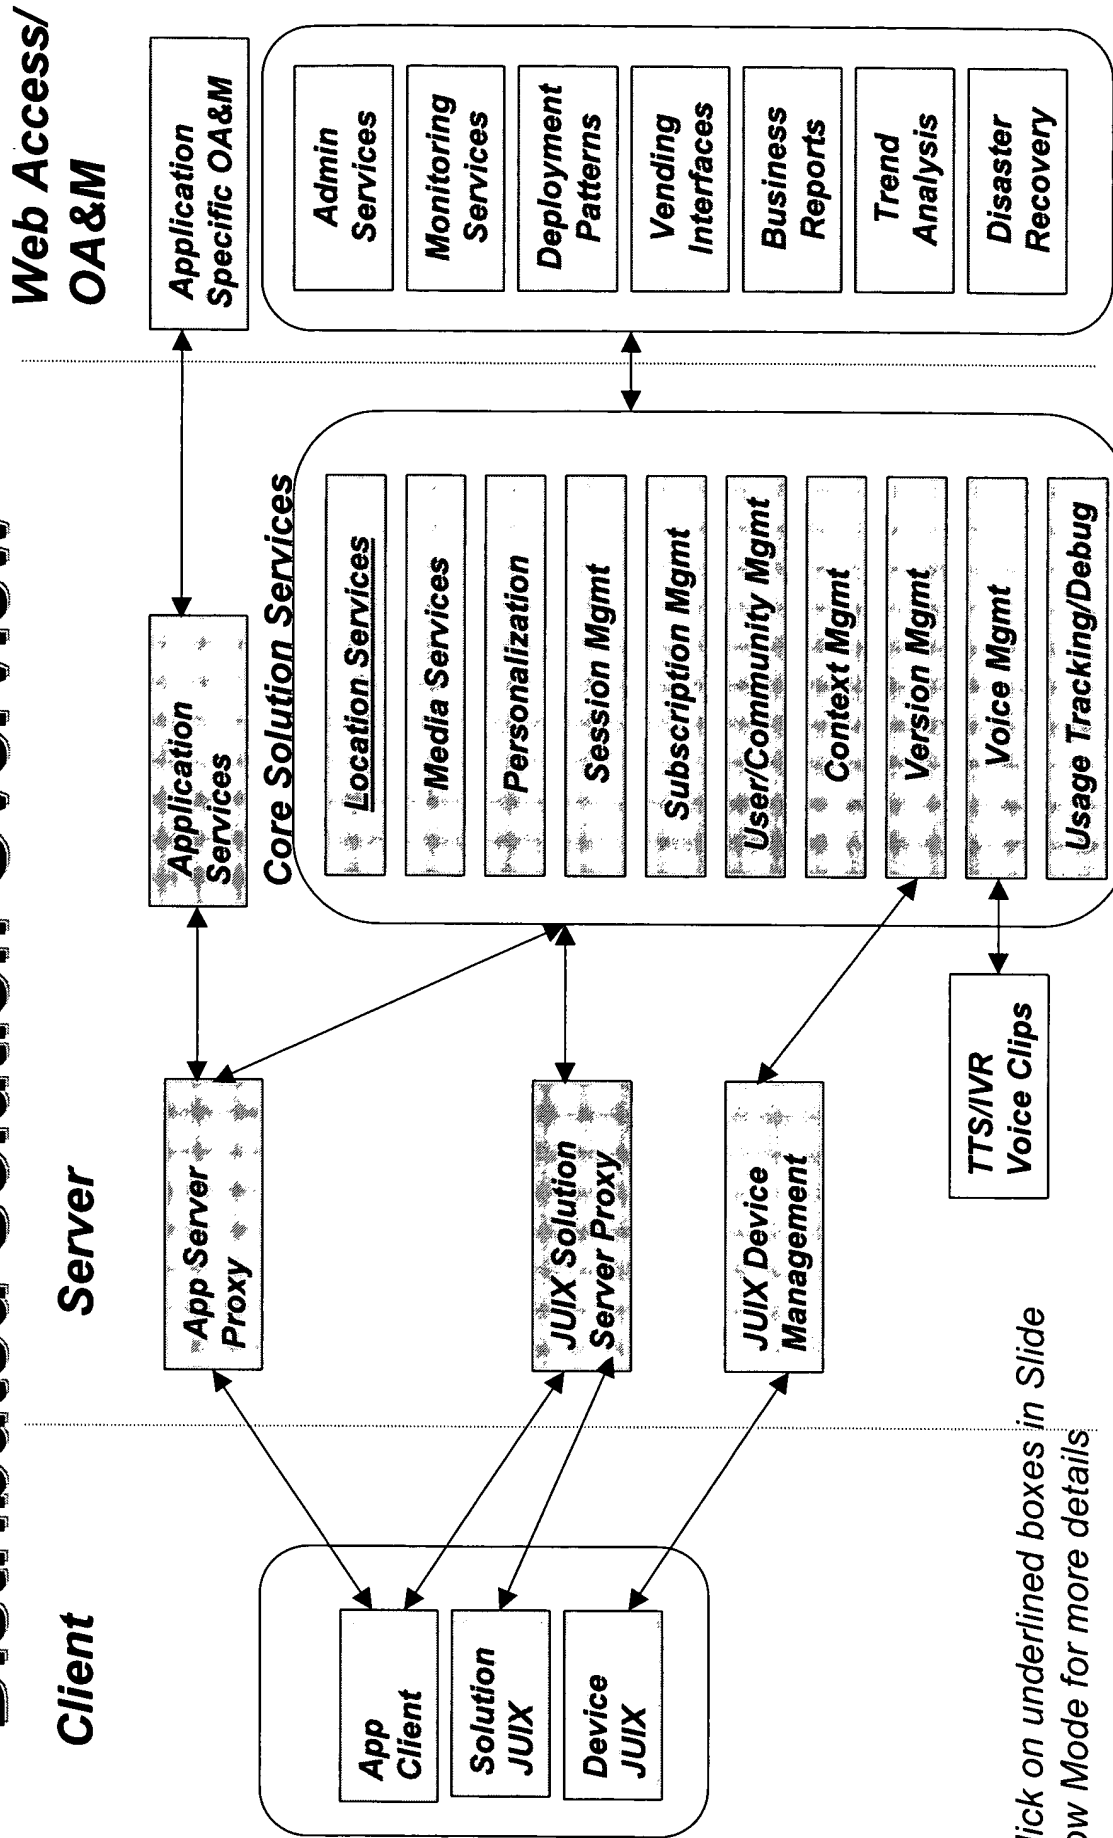 Client
Server
Web Access/
OA&M
App
Client
Solution
JUIX
Device
JUIX
App Server
Proxy
JUIX Solution
Server Proxy
JUIX Device
Management
TTS/IVR
Voice Clips
Application
Services
Core Solution Services
Location Services
Media Services
Personalization
Session Mgmt
Subscription Mgmt
User/Community Mgmt
Context Mgmt
Version Mgmt
Voice Mgmt
Usage Tracking/Debug
Application
Specific OA&M
Admin
Services
Monitoring
Services
Deployment
Patterns
Vending
Interfaces
Business
Reports
Trend
Analysis
Disaster
Recovery
on underlined boxes in Slide
Mode for more details